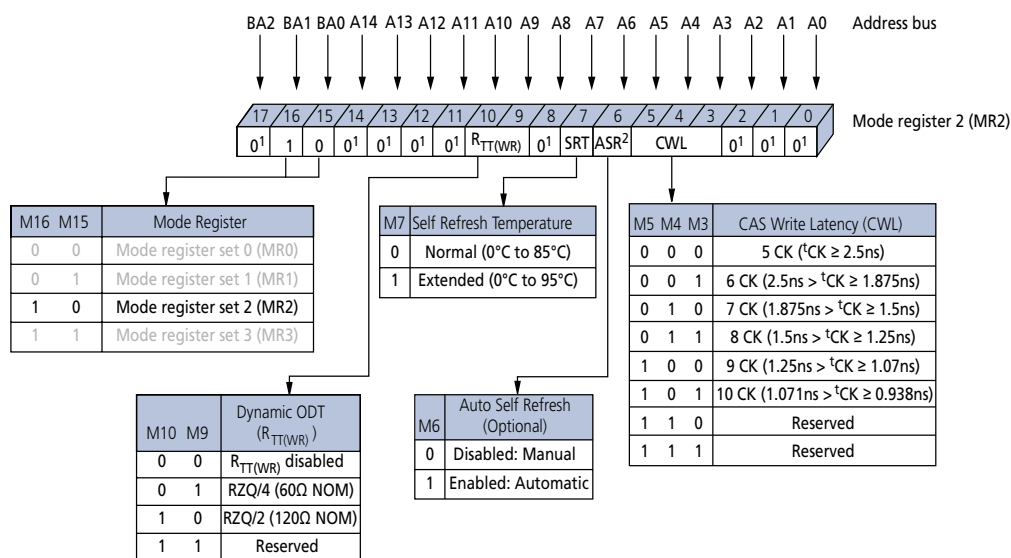 BA2 BA1 BA0 A14 A13 A12 A11 A10 A9 A8 A7 A6 A5 A4 A3 A2 A1 A0 Address bus
17 16 15 14 13 12 11 10 9 8 7 6 5 4 3 2 1 0
Mode register 2 (MR2)
0¹ 1 0 0¹ 0¹ 0¹ 0¹ RTT(WR) 0¹ SRT ASR² CWL 0¹ 0¹ 0¹
M16 M15 Mode Register
0 0 Mode register set 0 (MR0)
0 1 Mode register set 1 (MR1)
1 0 Mode register set 2 (MR2)
1 1 Mode register set 3 (MR3)
M7 Self Refresh Temperature
0 Normal (0°C to 85°C)
1 Extended (0°C to 95°C)
M5 M4 M3 CAS Write Latency (CWL)
0 0 0 5 CK (tCK ≥ 2.5ns)
0 0 1 6 CK (2.5ns > tCK ≥ 1.875ns)
0 1 0 7 CK (1.875ns > tCK ≥ 1.5ns)
0 1 1 8 CK (1.5ns > tCK ≥ 1.25ns)
1 0 0 9 CK (1.25ns > tCK ≥ 1.07ns)
1 0 1 10 CK (1.071ns > tCK ≥ 0.938ns)
1 1 0 Reserved
1 1 1 Reserved
M10 M9 Dynamic ODT
(RTT(WR) )
0 0 RTT(WR) disabled
0 1 RZQ/4 (60Ω NOM)
1 0 RZQ/2 (120Ω NOM)
1 1 Reserved
M6 Auto Self Refresh
(Optional)
0 Disabled: Manual
1 Enabled: Automatic